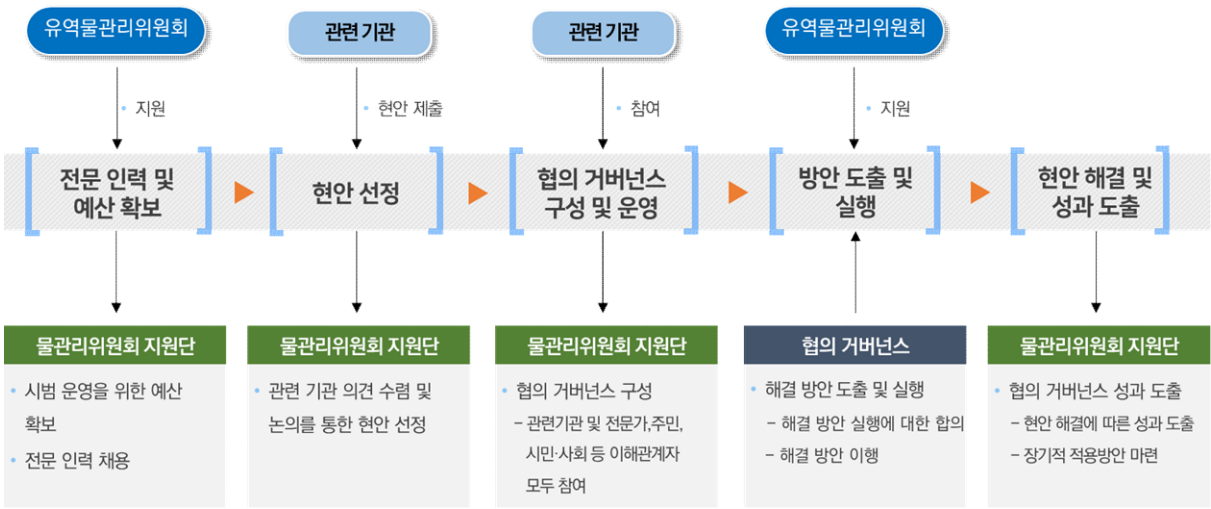 유역물관리위원회
관련 기관
관련 기관
유역물관리위원회
• 지원
• 현안 제출
• 참여
• 지원
전문 인력 및
예산 확보
현안 선정
협의 거버넌스
구성 및 운영
방안 도출 및
실행
현안 해결 및
성과 도출
물관리위원회 지원단
• 시범 운영을 위한 예산
확보
• 전문 인력 채용
물관리위원회 지원단
• 관련 기관 의견 수렴 및
논의를 통한 현안 선정
물관리위원회 지원단
• 협의 거버넌스 구성
– 관련기관 및 전문가,주민,
시민·사회 등 이해관계자
모두 참여
협의 거버넌스
• 해결 방안 도출 및 실행
– 해결 방안 실행에 대한 합의
– 해결 방안 이행
물관리위원회 지원단
• 협의 거버넌스 성과 도출
– 현안 해결에 따른 성과 도출
– 장기적 적용방안 마련